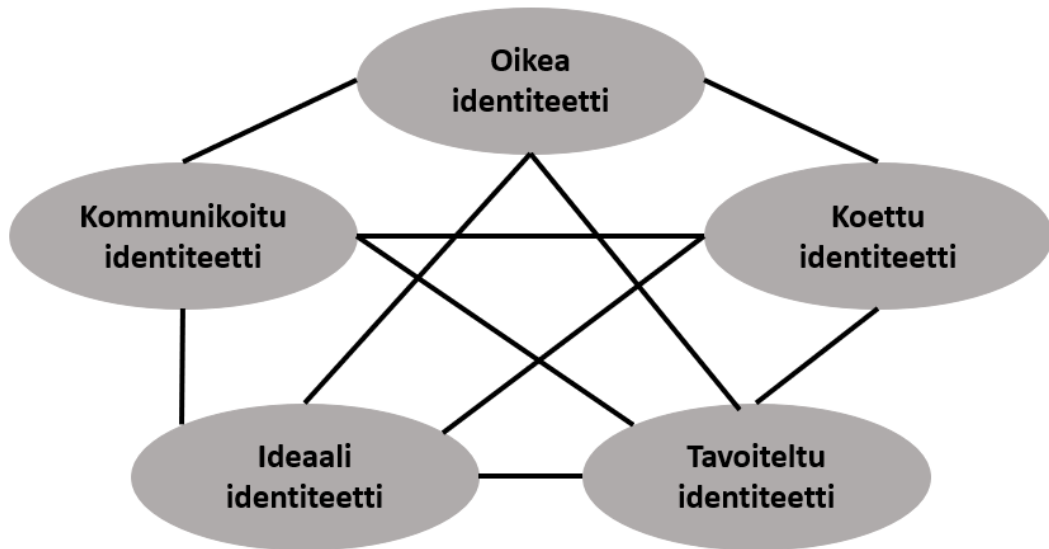 Oikea
identiteetti
Kommunikoitu
identiteetti
Koettu
identiteetti
Ideaali
identiteetti
Tavoiteltu
identiteetti